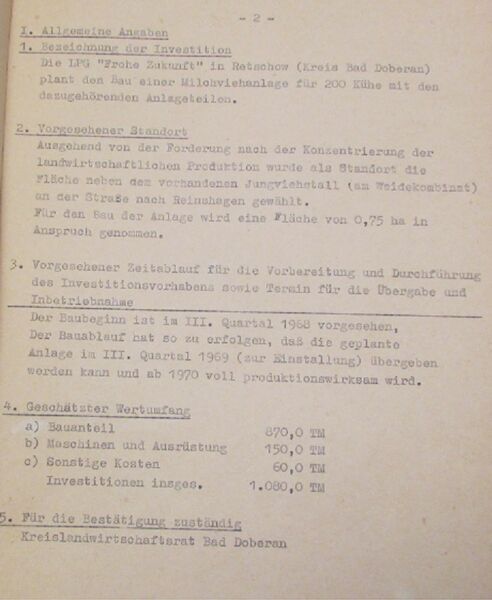 - 2 -
I. Allgemeine Angaben
1. Bezeichnung der Investition
Die LPG "Frohe Zukunft" in Retschow (Kreis Bad Doberan)
plant den Bau einer Milchviehanlage für 200 Kühe mit den
dazugehörenden Anlageteilen.
2. Vorgesehener Standort
Ausgehend von der Forderung nach der Konzentrierung der
landwirtschaftlichen Produktion wurde als Standort die
Fläche neben dem vorhandenen Jungviehstall (am Weidekombinat)
an der Straße nach Reinshagen gewählt.
Für den Bau der Anlage wird eine Fläche von 0,75 ha in
Anspruch genommen.
3. Vorgesehener Zeitablauf für die Vorbereitung und Durchführung
des Investitionsvorhabens sowie Termin für die Übergabe und
Inbetriebnahme
Der Baubeginn ist im III. Quartal 1968 vorgesehen,
Der Bauablauf hat so zu erfolgen, daß die geplante
Anlage im III. Quartal 1969 (zur Einstallung) übergeben
werden kann und ab 1970 voll produktionswirksam wird.
4. Geschätzter Wertumfang
a) Bauanteil 870,0 TM
b) Maschinen und Ausrüstung 150,0 TM
c) Sonstige Kosten 60,0 TM
Investitionen insges. 1.080,0 TM
5. Für die Bestätigung zuständig
Kreislandwirtschaftsrat Bad Doberan